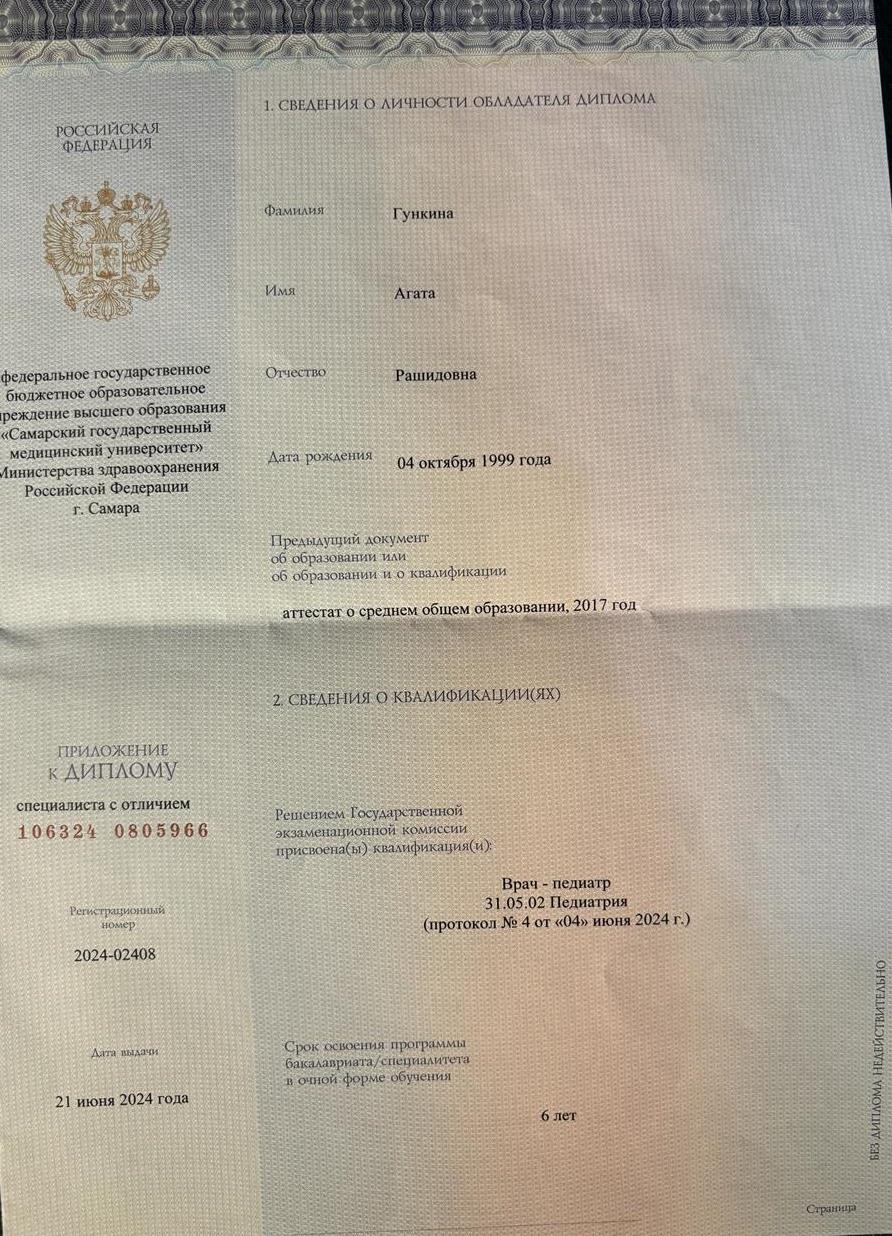 РОССИЙСКАЯ
ФЕДЕРАЦИЯ
федеральное государственное
бюджетное образовательное
учреждение высшего образования
«Самарский государственный
медицинский университет»
Министерства здравоохранения
Российской Федерации
г. Самара
ПРИЛОЖЕНИЕ
к ДИПЛОМУ
специалиста с отличием
106324 0805966
Регистрационный
номер
2024-02408
Дата выдачи
21 июня 2024 года
1. СВЕДЕНИЯ О ЛИЧНОСТИ ОБЛАДАТЕЛЯ ДИПЛОМА
Фамилия Гункина
Имя Агата
Отчество Рашидовна
Дата рождения 04 октября 1999 года
Предыдущий документ
об образовании или
об образовании и о квалификации
аттестат о среднем общем образовании, 2017 год
2. СВЕДЕНИЯ О КВАЛИФИКАЦИИ(ЯХ)
Решением Государственной
экзаменационной комиссии
присвоена(ы) квалификация(и):
Врач - педиатр
31.05.02 Педиатрия
(протокол № 4 от «04» июня 2024 г.)
Срок освоения программы
бакалавриата/специалитета
в очной форме обучения
6 лет
БЕЗ ДИПЛОМА НЕДЕЙСТВИТЕЛЬНО
Страница